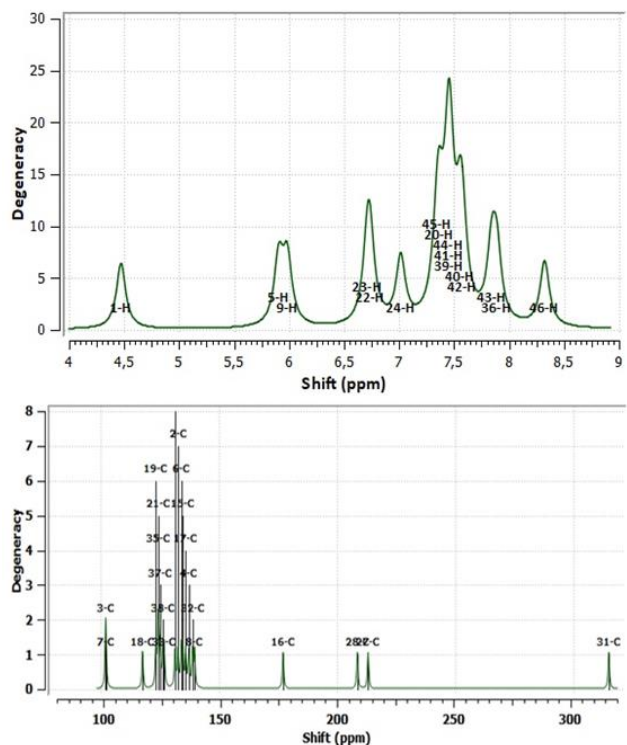 30
25
20
15
10
5
0
Degeneracy
45-H
20-H
44-H
41-H
39-H
40-H
42-H
23-H
22-H
24-H
5-H
9-H
1-H
43-H
36-H
46-H
4 4,5 5 5,5 6 6,5 7 7,5 8 8,5 9
Shift (ppm)
8
7
6
5
4
3
2
1
0
Degeneracy
2-C
19-C 6-C
21-C 15-C
35-C 17-C
37-C 4-C
3-C 32-C
7-C 18-C 8-C 16-C 31-C
100 150 200 250 300
Shift (ppm)